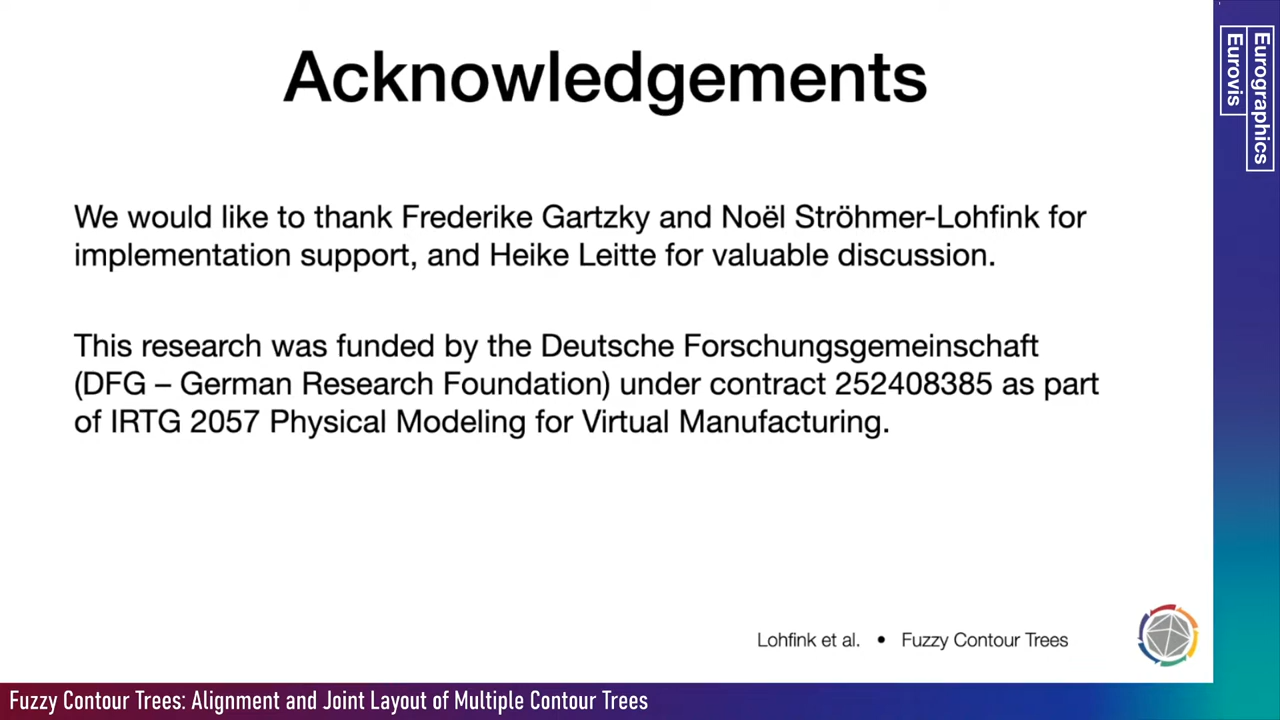 Acknowledgements
We would like to thank Frederike Gartzky and Noël Ströhmer-Lohfink for
implementation support, and Heike Leitte for valuable discussion.
This research was funded by the Deutsche Forschungsgemeinschaft
(DFG – German Research Foundation) under contract 252408385 as part
of IRTG 2057 Physical Modeling for Virtual Manufacturing.
Lohfink et al. • Fuzzy Contour Trees
Eurographics
Eurovis
Fuzzy Contour Trees: Alignment and Joint Layout of Multiple Contour Trees